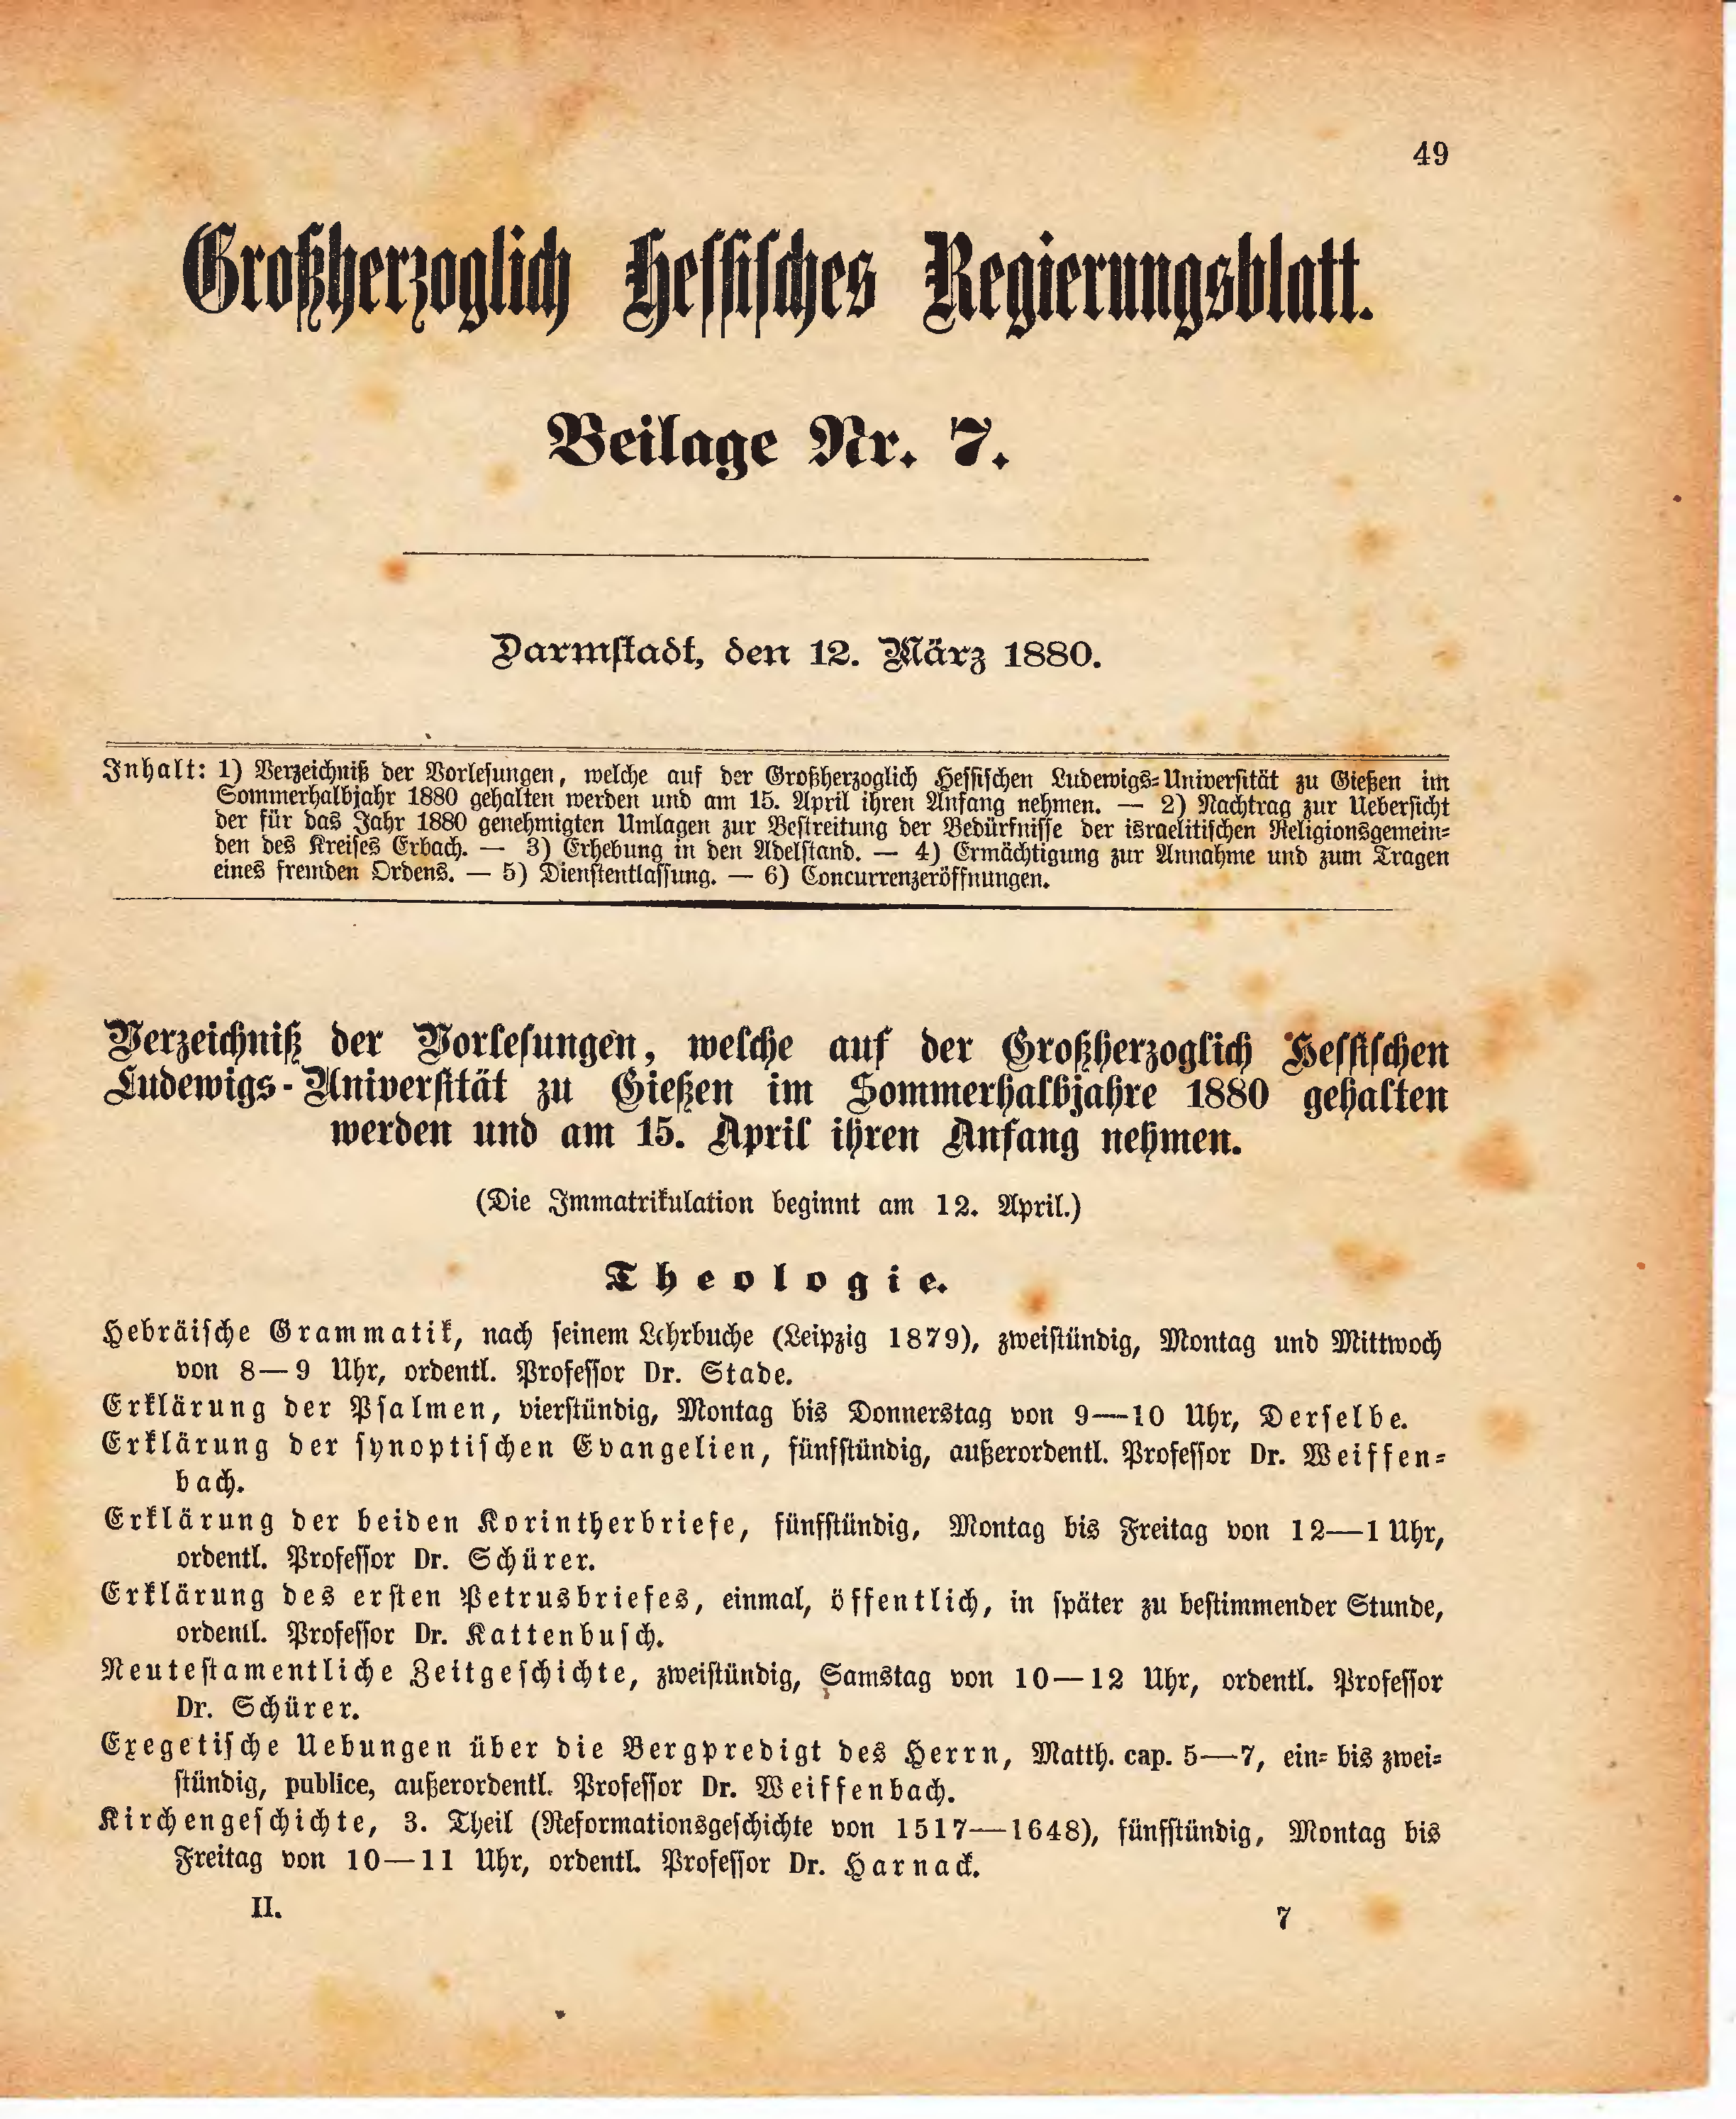 49
Großherzoglich Hessisches Regierungsblatt.
Beilage Nr. 7.
Darmstadt, den 12. März 1880.
Inhalt: 1) Verzeichniß der Vorlesungen, welche auf der Großherzoglich Hessischen Ludewigs-Universität zu Gießen im
Sommerhalbjahr 1880 gehalten werden und am 15. April ihren Anfang nehmen. — 2) Nachtrag zur Uebersicht
der für das Jahr 1880 genehmigten Umlagen zur Bestreitung der Bedürfnisse der israelitischen Religionsgemein-
den des Kreises Erbach. — 3) Erhebung in den Adelstand. — 4) Ermächtigung zur Annahme und zum Tragen
eines fremden Ordens. — 5) Dienstentlassung. — 6) Concurrenzeröffnungen.
Verzeichniß der Vorlesungen, welche auf der Großherzoglich Hessischen
Ludewigs-Universität zu Gießen im Sommerhalbjahre 1880 gehalten
werden und am 15. April ihren Anfang nehmen.
(Die Immatrikulation beginnt am 12. April.)
Theologie.
Hebräische Grammatik, nach seinem Lehrbuche (Leipzig 1879), zweistündig, Montag und Mittwoch
von 8—9 Uhr, ordentl. Professor Dr. Stade.
Erklärung der Psalmen, vierstündig, Montag bis Donnerstag von 9—10 Uhr, Derselbe.
Erklärung der synoptischen Evangelien, fünfstündig, außerordentl. Professor Dr. Weiffen-
bach.
Erklärung der beiden Korintherbriefe, fünfstündig, Montag bis Freitag von 12—1 Uhr,
ordentl. Professor Dr. Schürer.
Erklärung des ersten Petrusbriefes, einmal, öffentlich, in später zu bestimmender Stunde,
ordentl. Professor Dr. Kattenbusch.
Neutestamentliche Zeitgeschichte, zweistündig, Samstag von 10—12 Uhr, ordentl. Professor
Dr. Schürer.
Exegetische Uebungen über die Bergpredigt des Herrn, Matth. cap. 5—7, ein- bis zwei-
stündig, publice, außerordentl. Professor Dr. Weiffenbach.
Kirchengeschichte, 3. Theil (Reformationsgeschichte von 1517—1648), fünfstündig, Montag bis
Freitag von 10—11 Uhr, ordentl. Professor Dr. Harnack.
II.
7